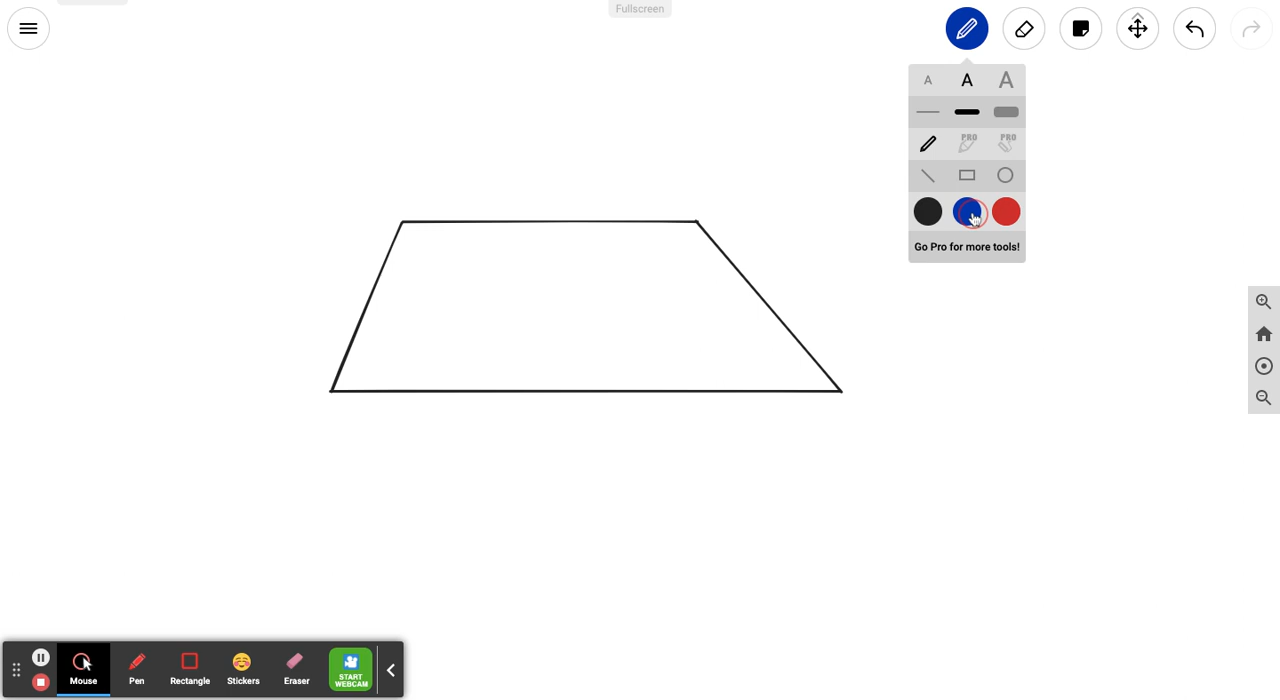 Fullscreen
A A A
PRO PRO
Go Pro for more tools!
Mouse Pen Rectangle Stickers Eraser START
WEBCAM